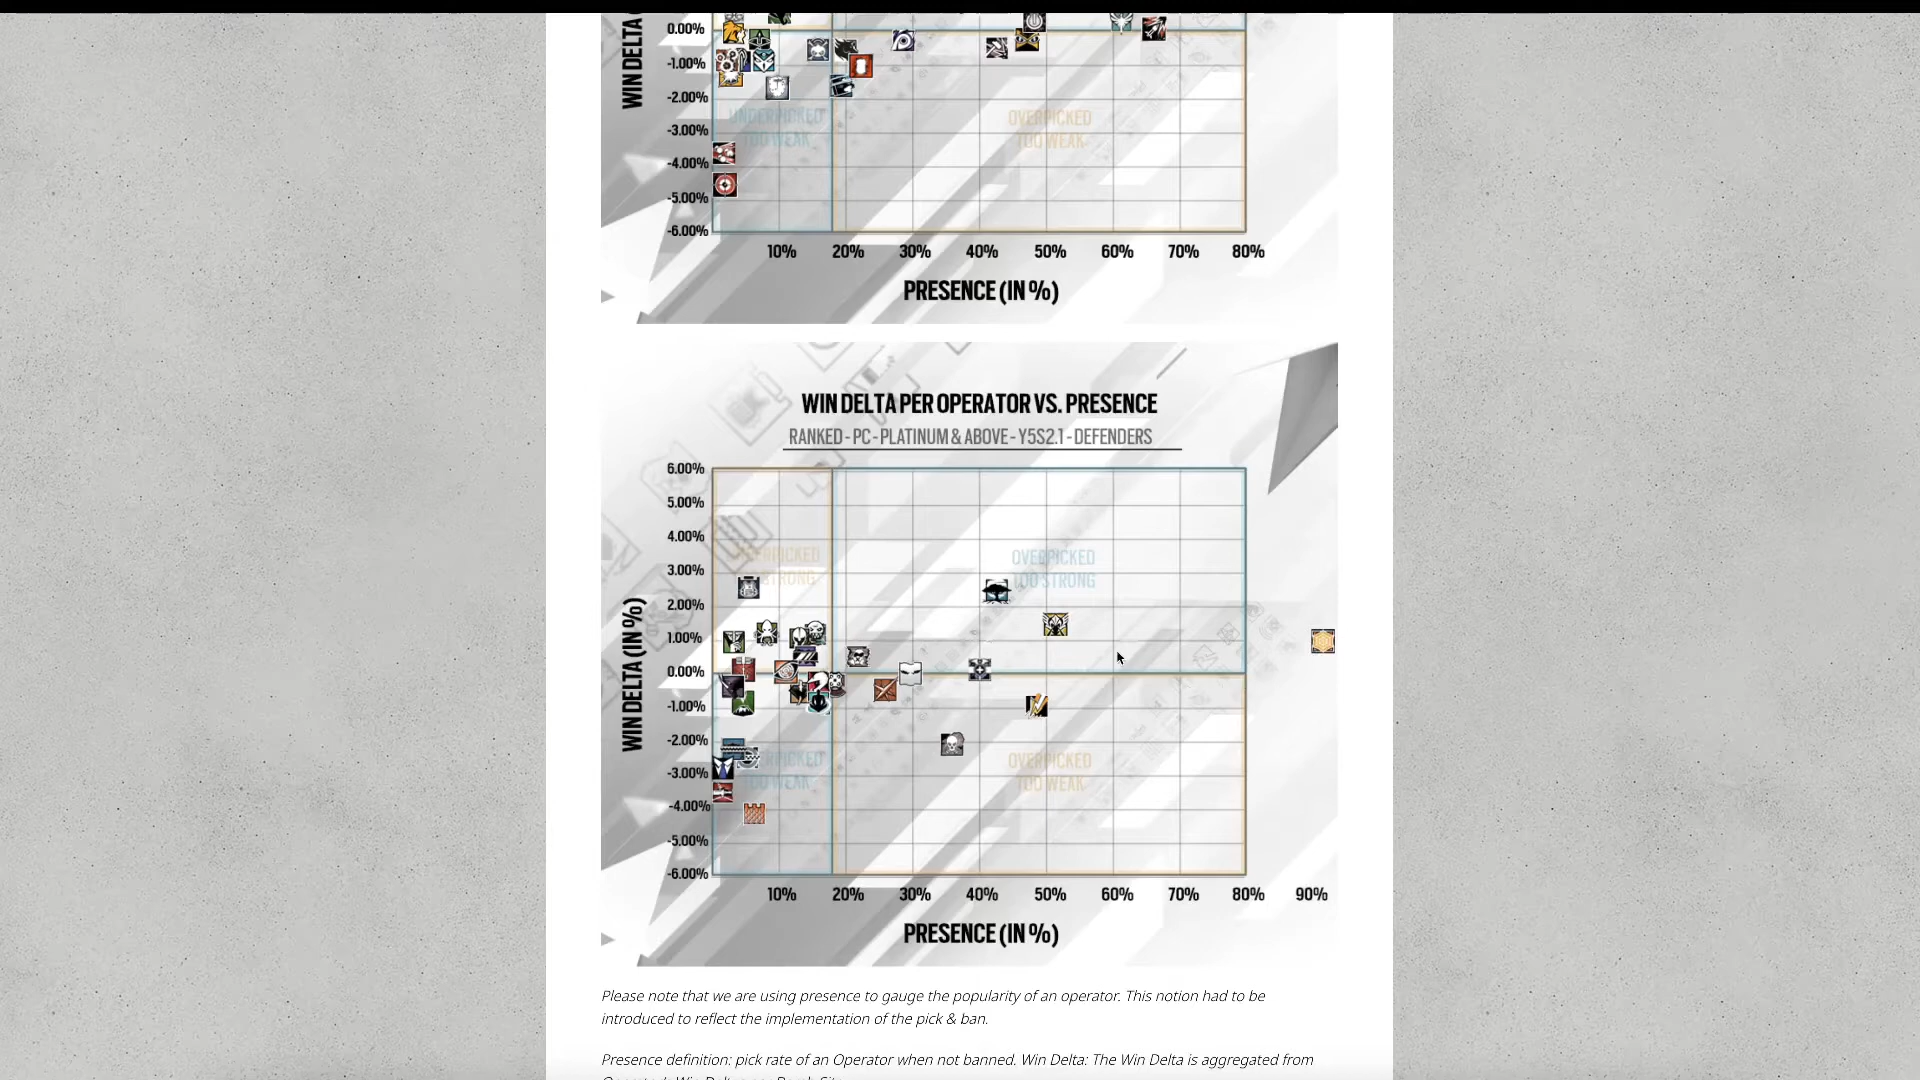 WIN DELTA (
0.00%
-1.00%
-2.00%
-3.00%
-4.00%
-5.00%
-6.00%
UNDERPICKED
TOO WEAK
OVERPICKED
TOO WEAK
10% 20% 30% 40% 50% 60% 70% 80%
PRESENCE (IN %)
WIN DELTA PER OPERATOR VS. PRESENCE
RANKED - PC - PLATINUM & ABOVE - Y5S2.1 - DEFENDERS
WIN DELTA (IN %)
6.00%
5.00%
4.00%
3.00%
2.00%
1.00%
0.00%
-1.00%
-2.00%
-3.00%
-4.00%
-5.00%
-6.00%
OVERPICKED
TOO STRONG
TOO WEAK
OVERPICKED
TOO WEAK
10% 20% 30% 40% 50% 60% 70% 80% 90%
PRESENCE (IN %)
Please note that we are using presence to gauge the popularity of an operator. This notion had to be
introduced to reflect the implementation of the pick & ban.
Presence definition: pick rate of an Operator when not banned. Win Delta: The Win Delta is aggregated from